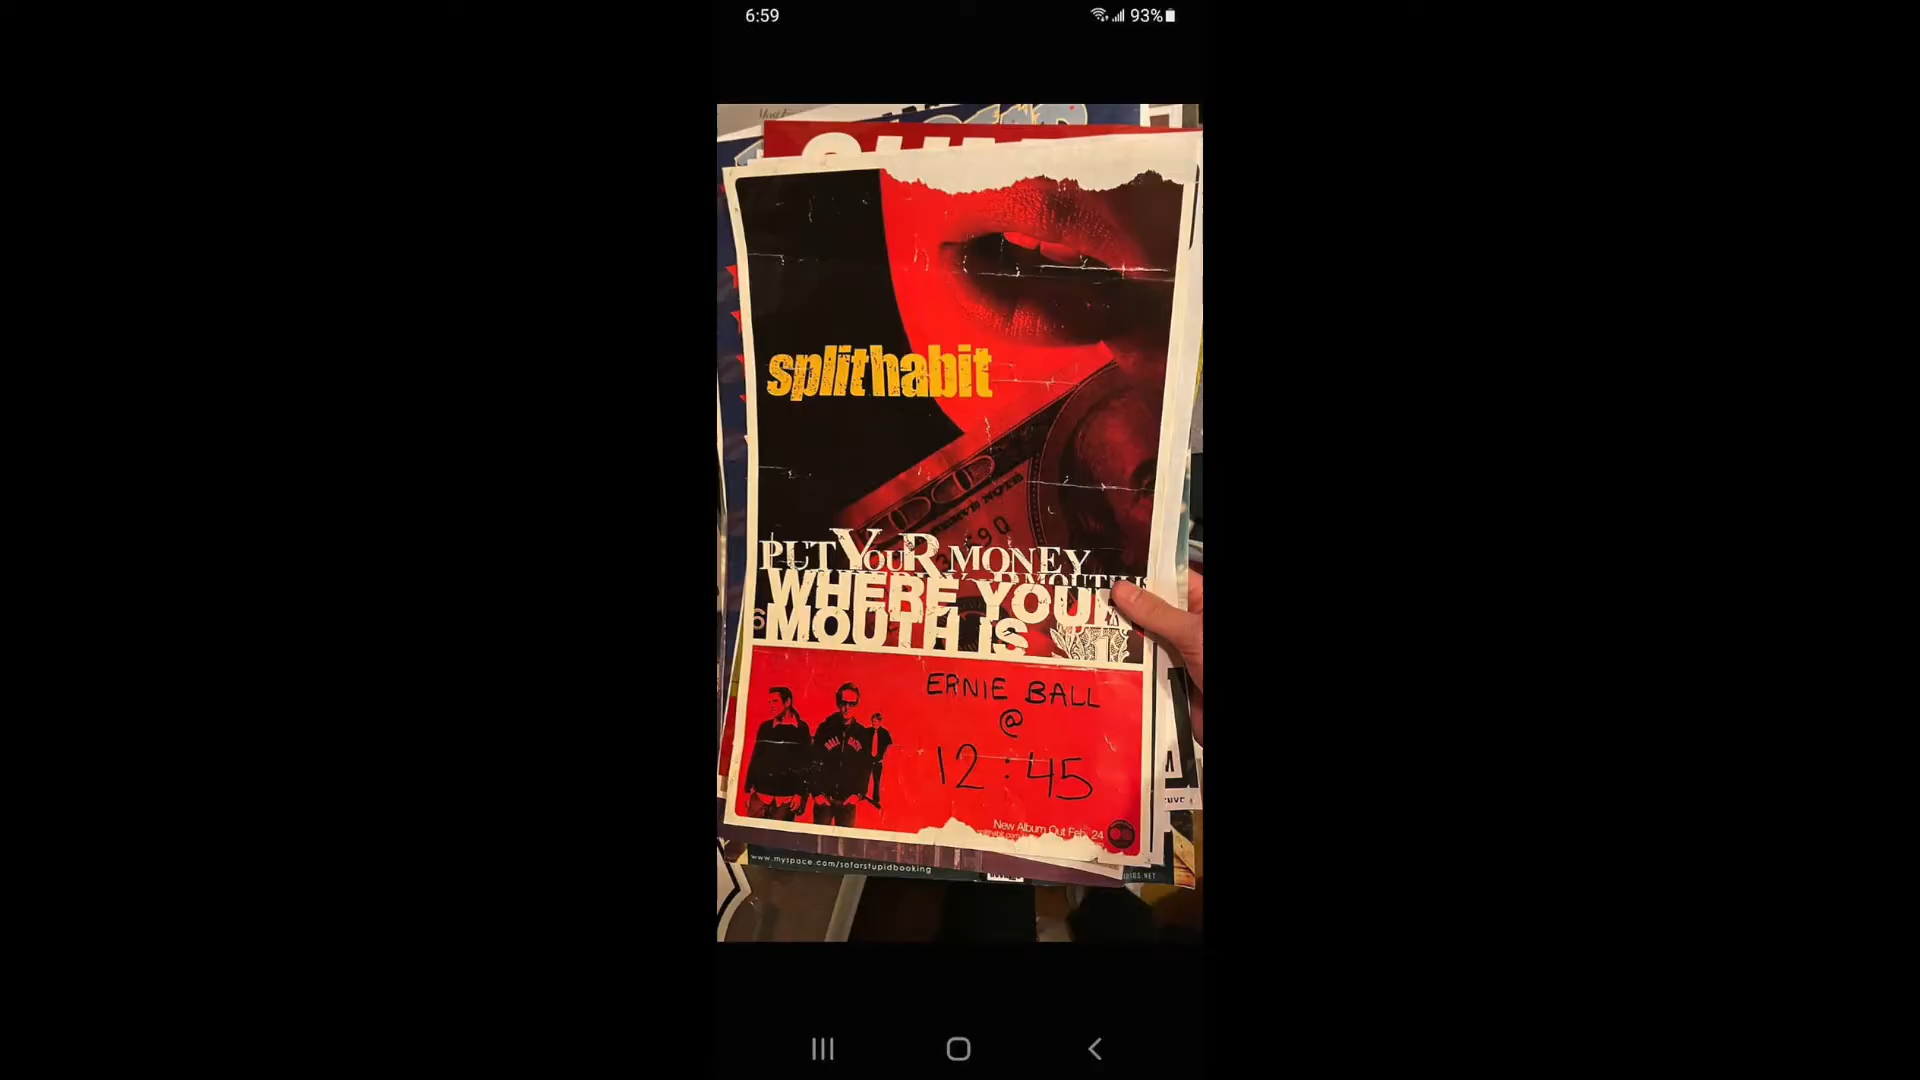 6:59
93%
splithabit
PUT YOUR MONEY
WHERE YOUR
MOUTH IS
ERNIE BALL
@
12:45
New Album Out Feb. 24
www.myspace.com/sofarstupidbooking